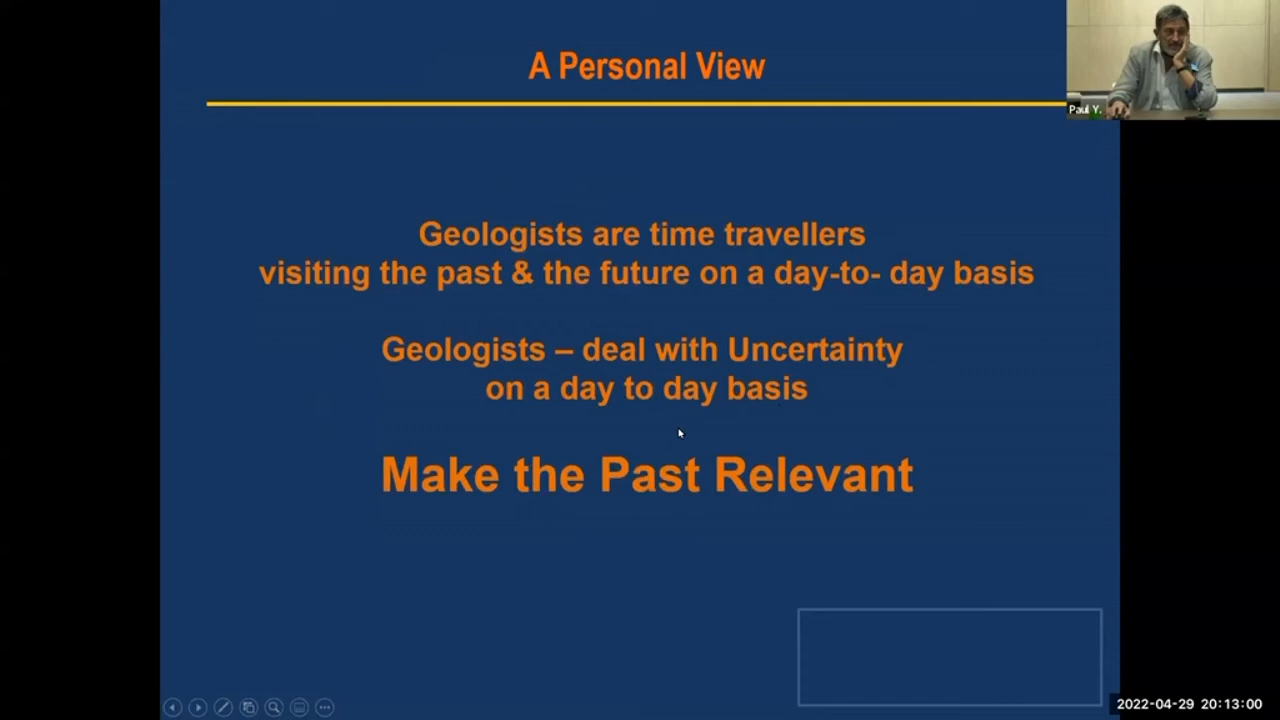 A Personal View
Paul Y.
Geologists are time travellers
visiting the past & the future on a day-to- day basis
Geologists – deal with Uncertainty
on a day to day basis
Make the Past Relevant
2022-04-29 20:13:00